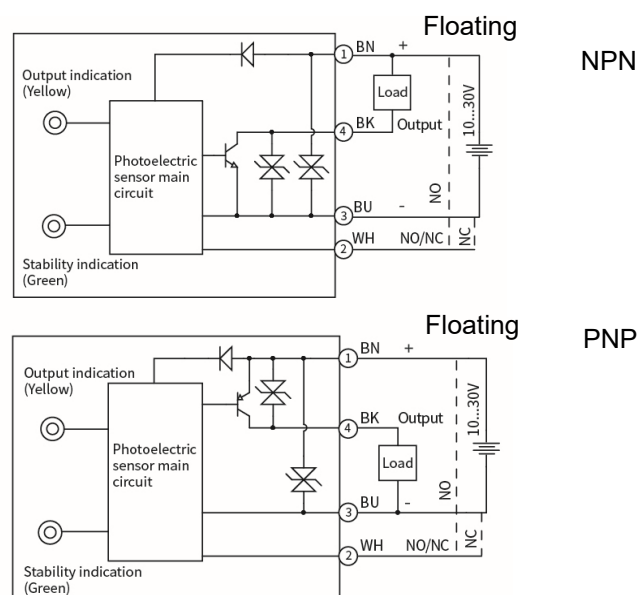 Floating
NPN
Output indication
(Yellow)
1 BN +
Load
10...30V
4 BK Output
Photoelectric
sensor main
circuit
NO
3 BU -
2 WH NO/NC
NC
Stability indication
(Green)
Floating
PNP
Output indication
(Yellow)
1 BN +
10...30V
4 BK Output
Photoelectric
sensor main
circuit
Load
NO
3 BU -
2 WH NO/NC
NC
Stability indication
(Green)